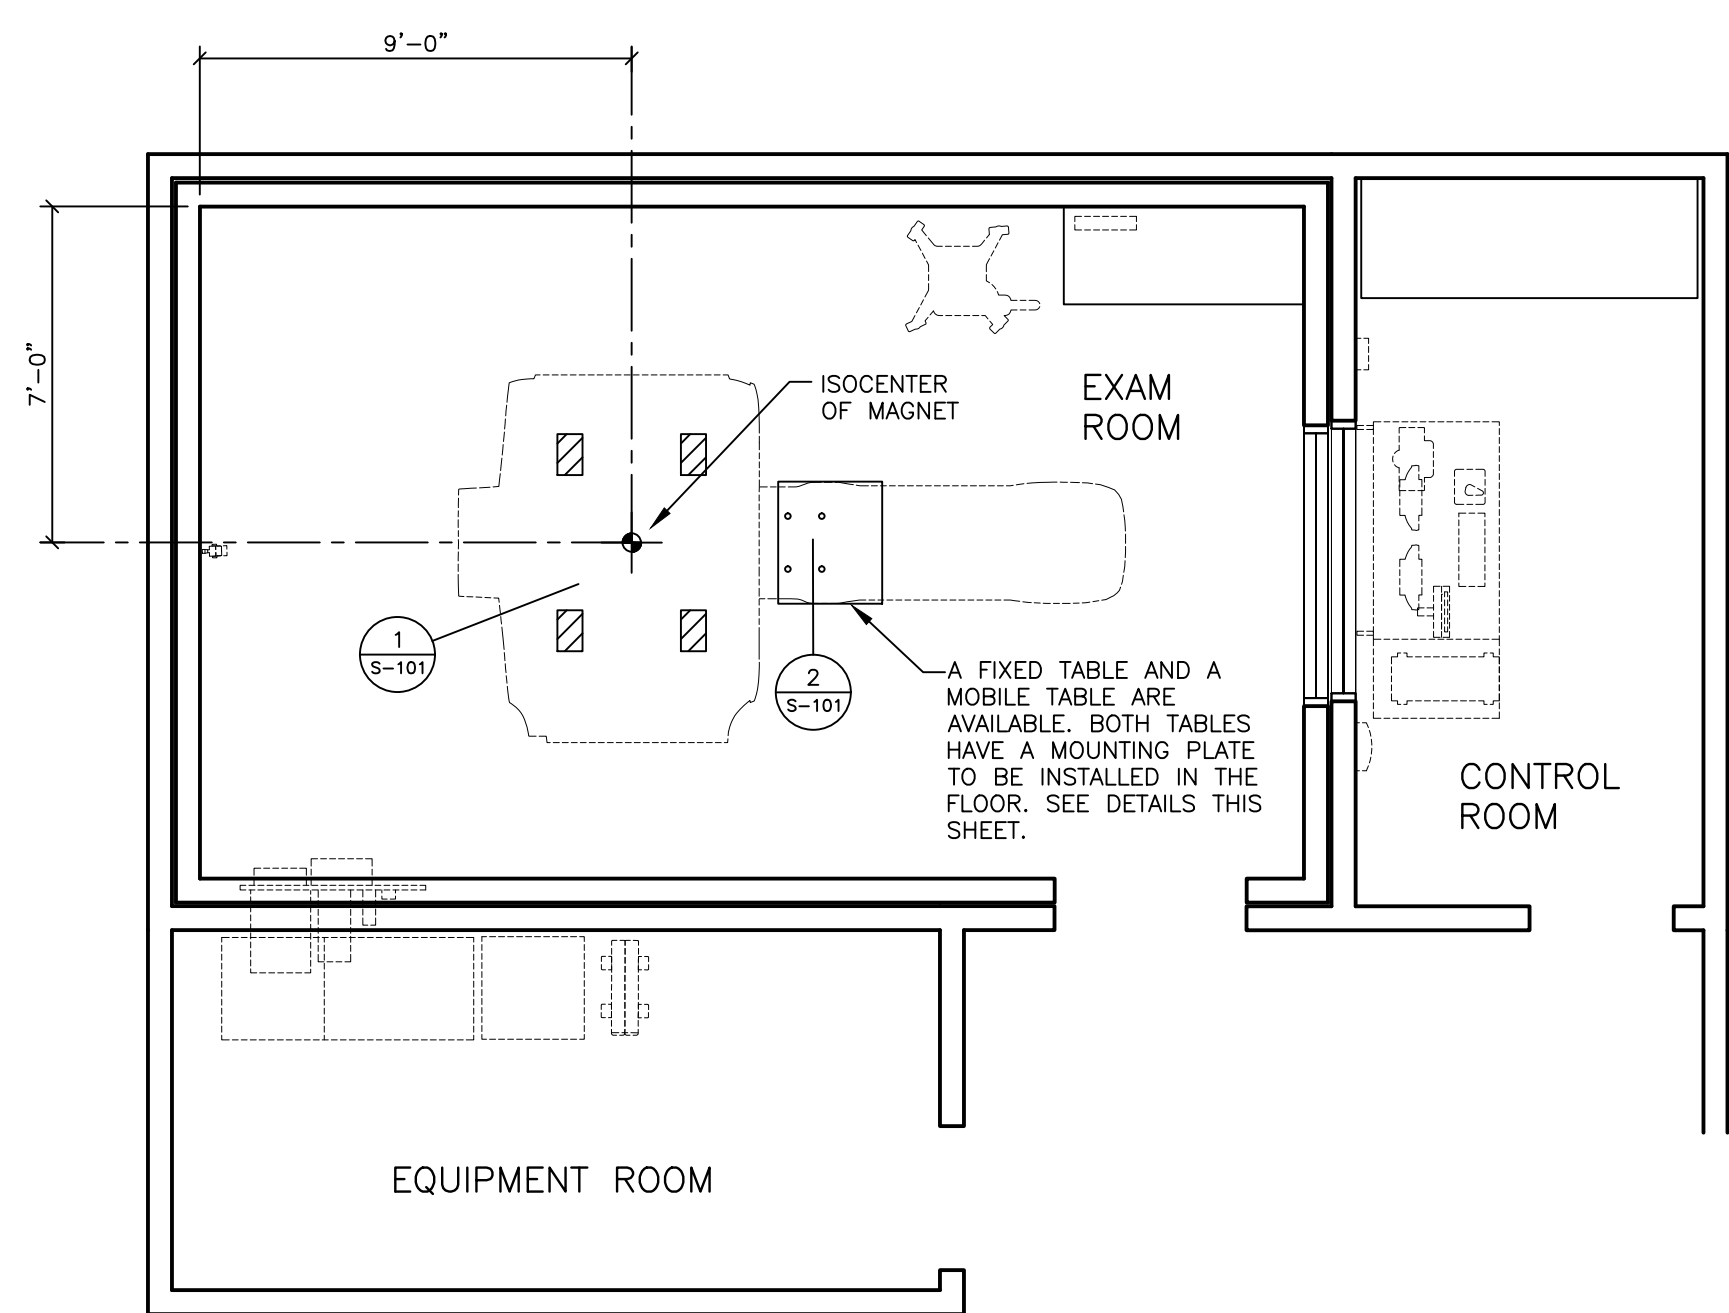 9'-0"
7'-0"
ISOCENTER
OF MAGNET
EXAM
ROOM
1
S-101
2
S-101
A FIXED TABLE AND A
MOBILE TABLE ARE
AVAILABLE. BOTH TABLES
HAVE A MOUNTING PLATE
TO BE INSTALLED IN THE
FLOOR. SEE DETAILS THIS
SHEET.
CONTROL
ROOM
EQUIPMENT ROOM